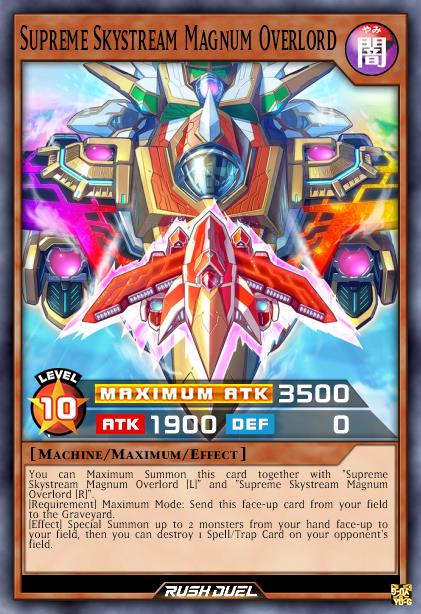 Supreme Skystream Magnum Overlord
やみ
闇
LEVEL
10
MAXIMUM ATK 3500
ATK 1900 DEF 0
[Machine/Maximum/Effect]
You can Maximum Summon this card together with "Supreme
Skystream Magnum Overlord [L]" and "Supreme Skystream Magnum
Overlord [R]".
[Requirement] Maximum Mode: Send this face-up card from your field
to the Graveyard.
[Effect] Special Summon up to 2 monsters from your hand face-up to
your field, then you can destroy 1 Spell/Trap Card on your opponent's
field.
RUSH DUEL